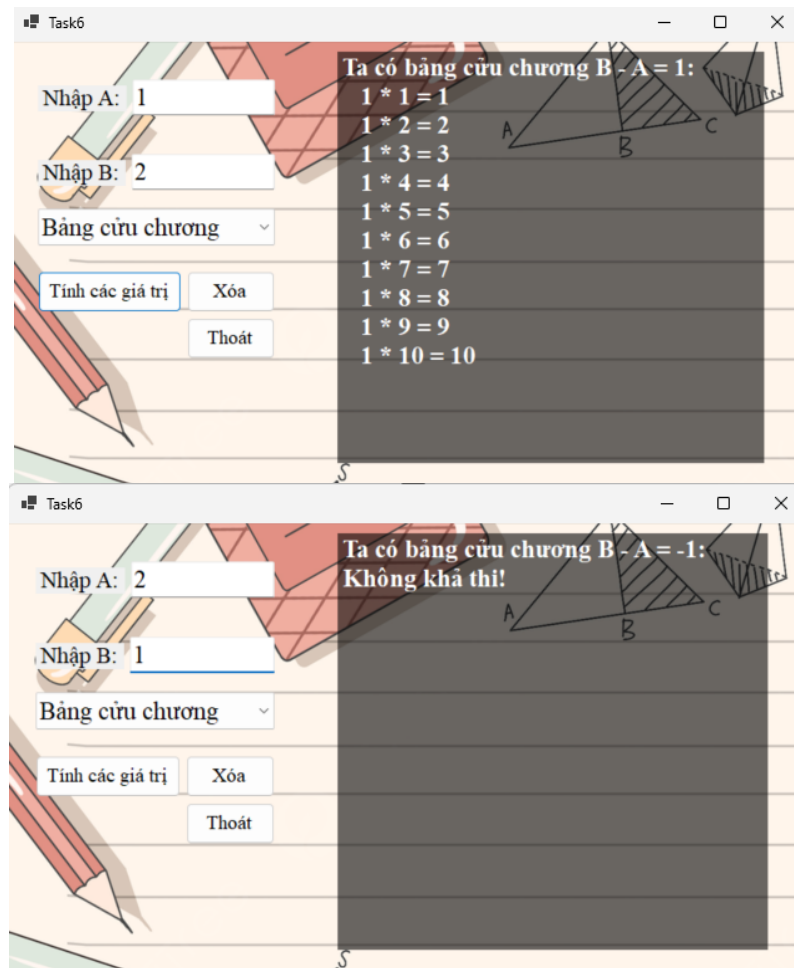 Task6
Nhập A: 1
Nhập B: 2
Bảng cửu chương
Tính các giá trị
Xóa
Thoát
Ta có bảng cửu chương B - A = 1:
1 * 1 = 1
1 * 2 = 2
1 * 3 = 3
1 * 4 = 4
1 * 5 = 5
1 * 6 = 6
1 * 7 = 7
1 * 8 = 8
1 * 9 = 9
1 * 10 = 10
A
B
C
S
Task6
Nhập A: 2
Nhập B: 1
Bảng cửu chương
Tính các giá trị
Xóa
Thoát
Ta có bảng cửu chương B - A = -1:
Không khả thi!
A
B
C
S